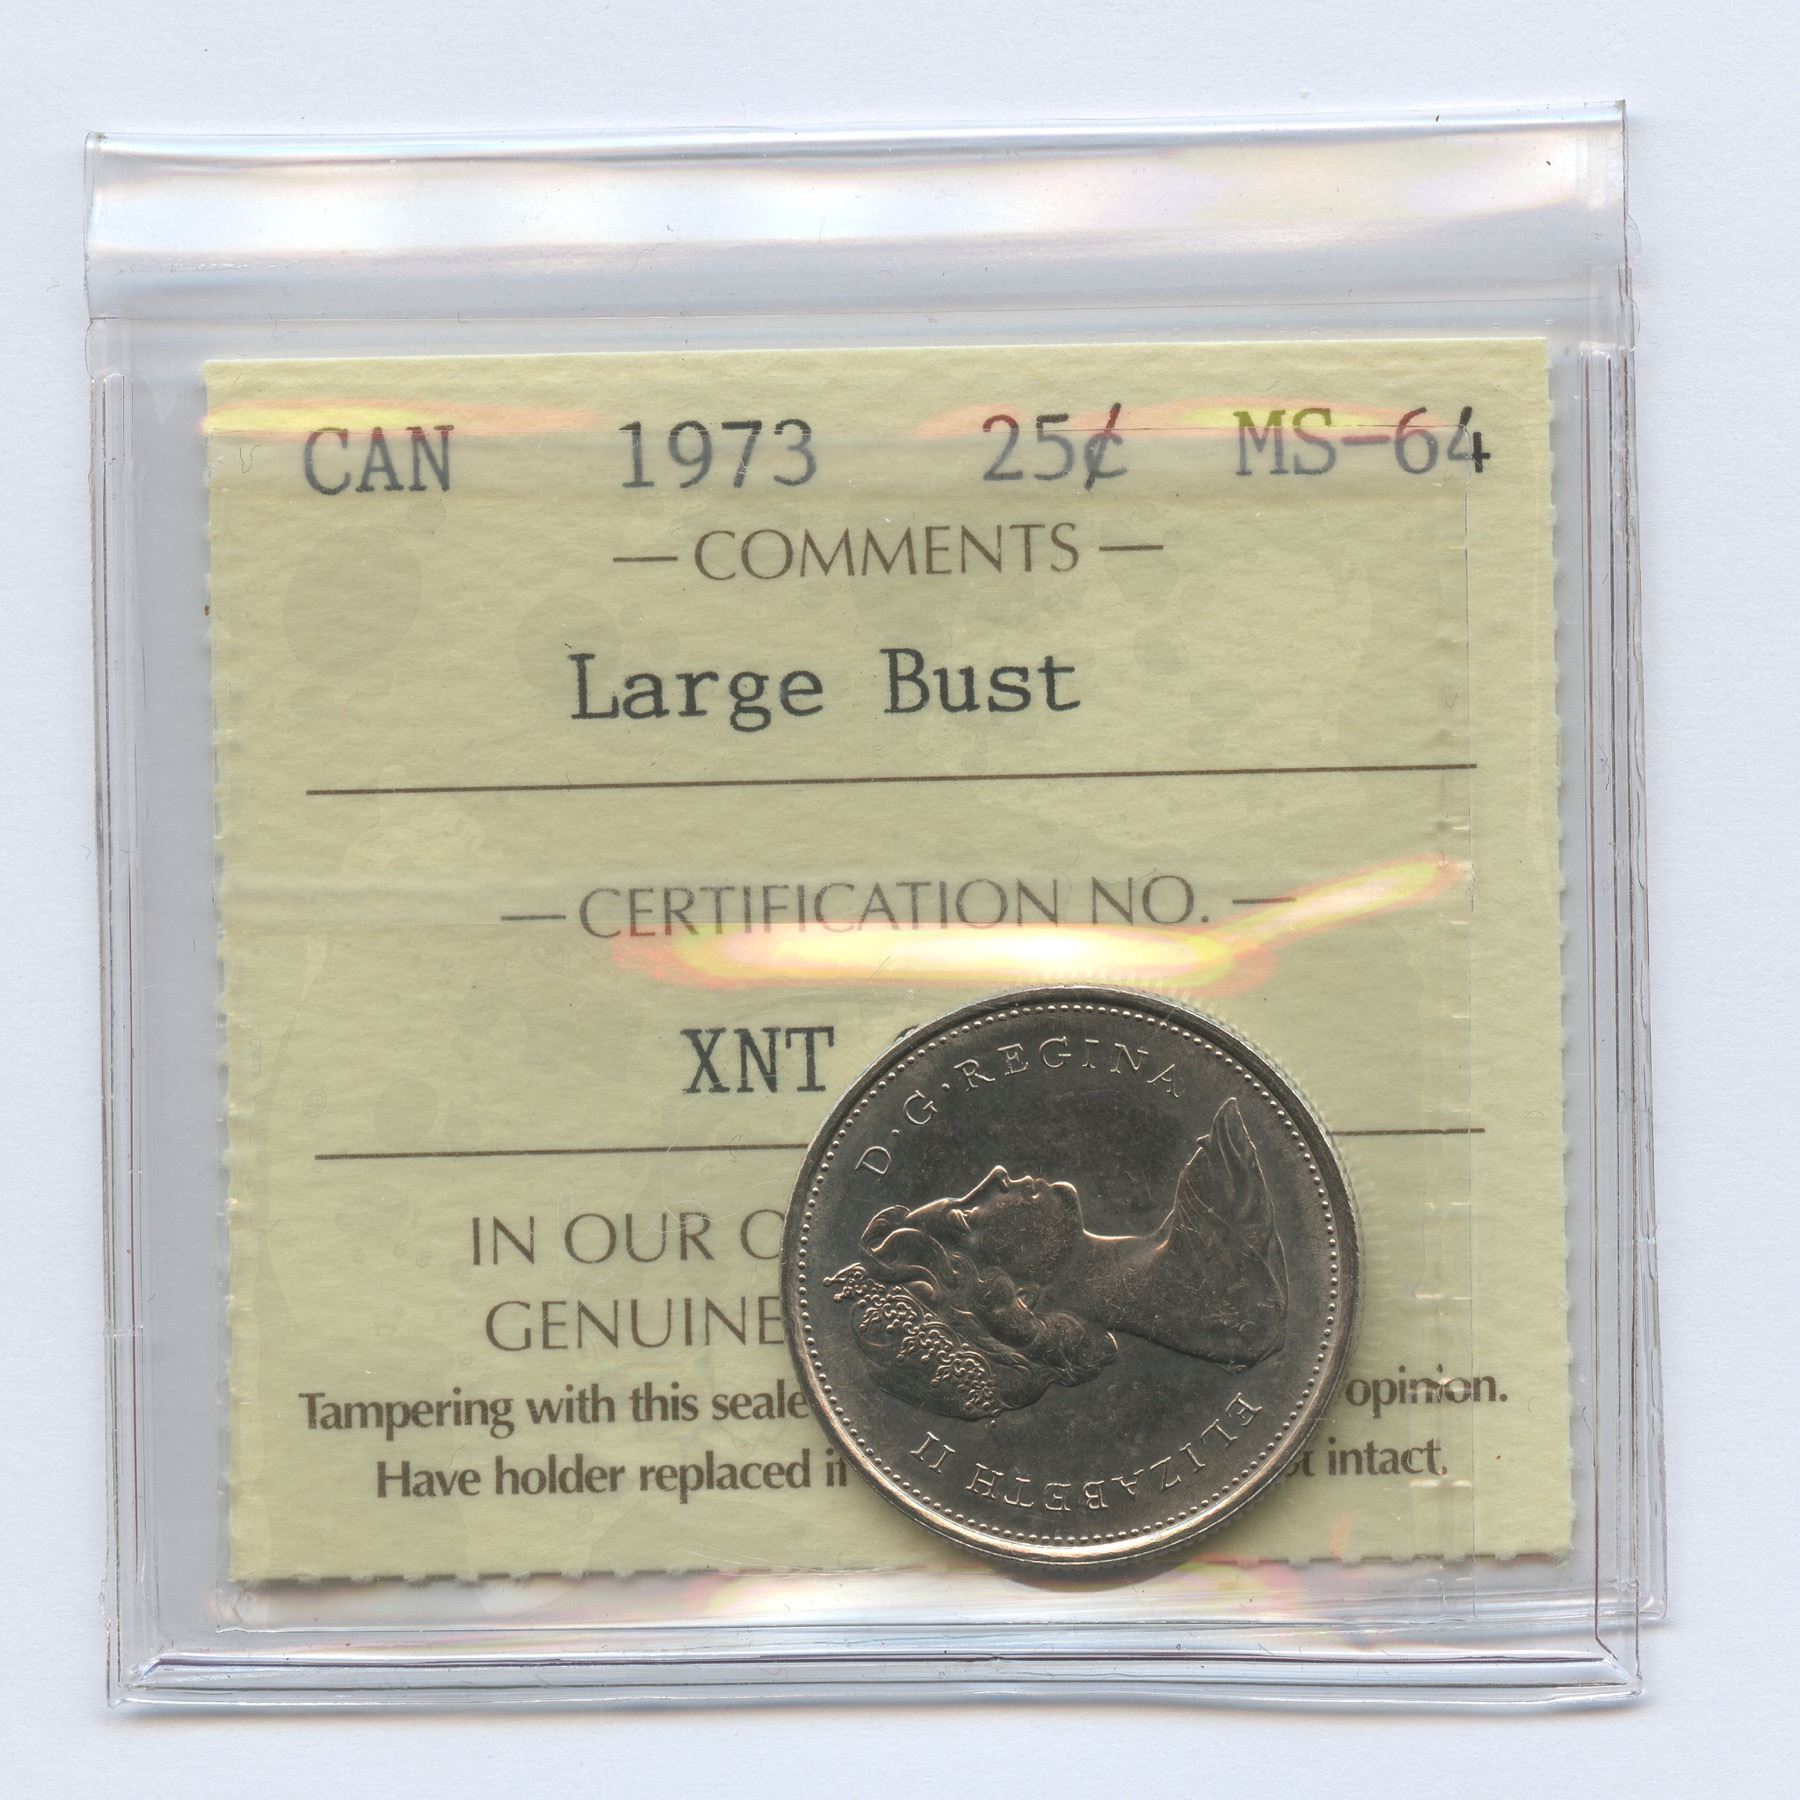 CAN 1973 25¢ MS-64
— COMMENTS —
Large Bust
— CERTIFICATION NO. —
XNT
IN OUR
GENUINE
Tampering with this opinion.
Have holder replaced intact.
D·G·REGINA
ELIZABETH II